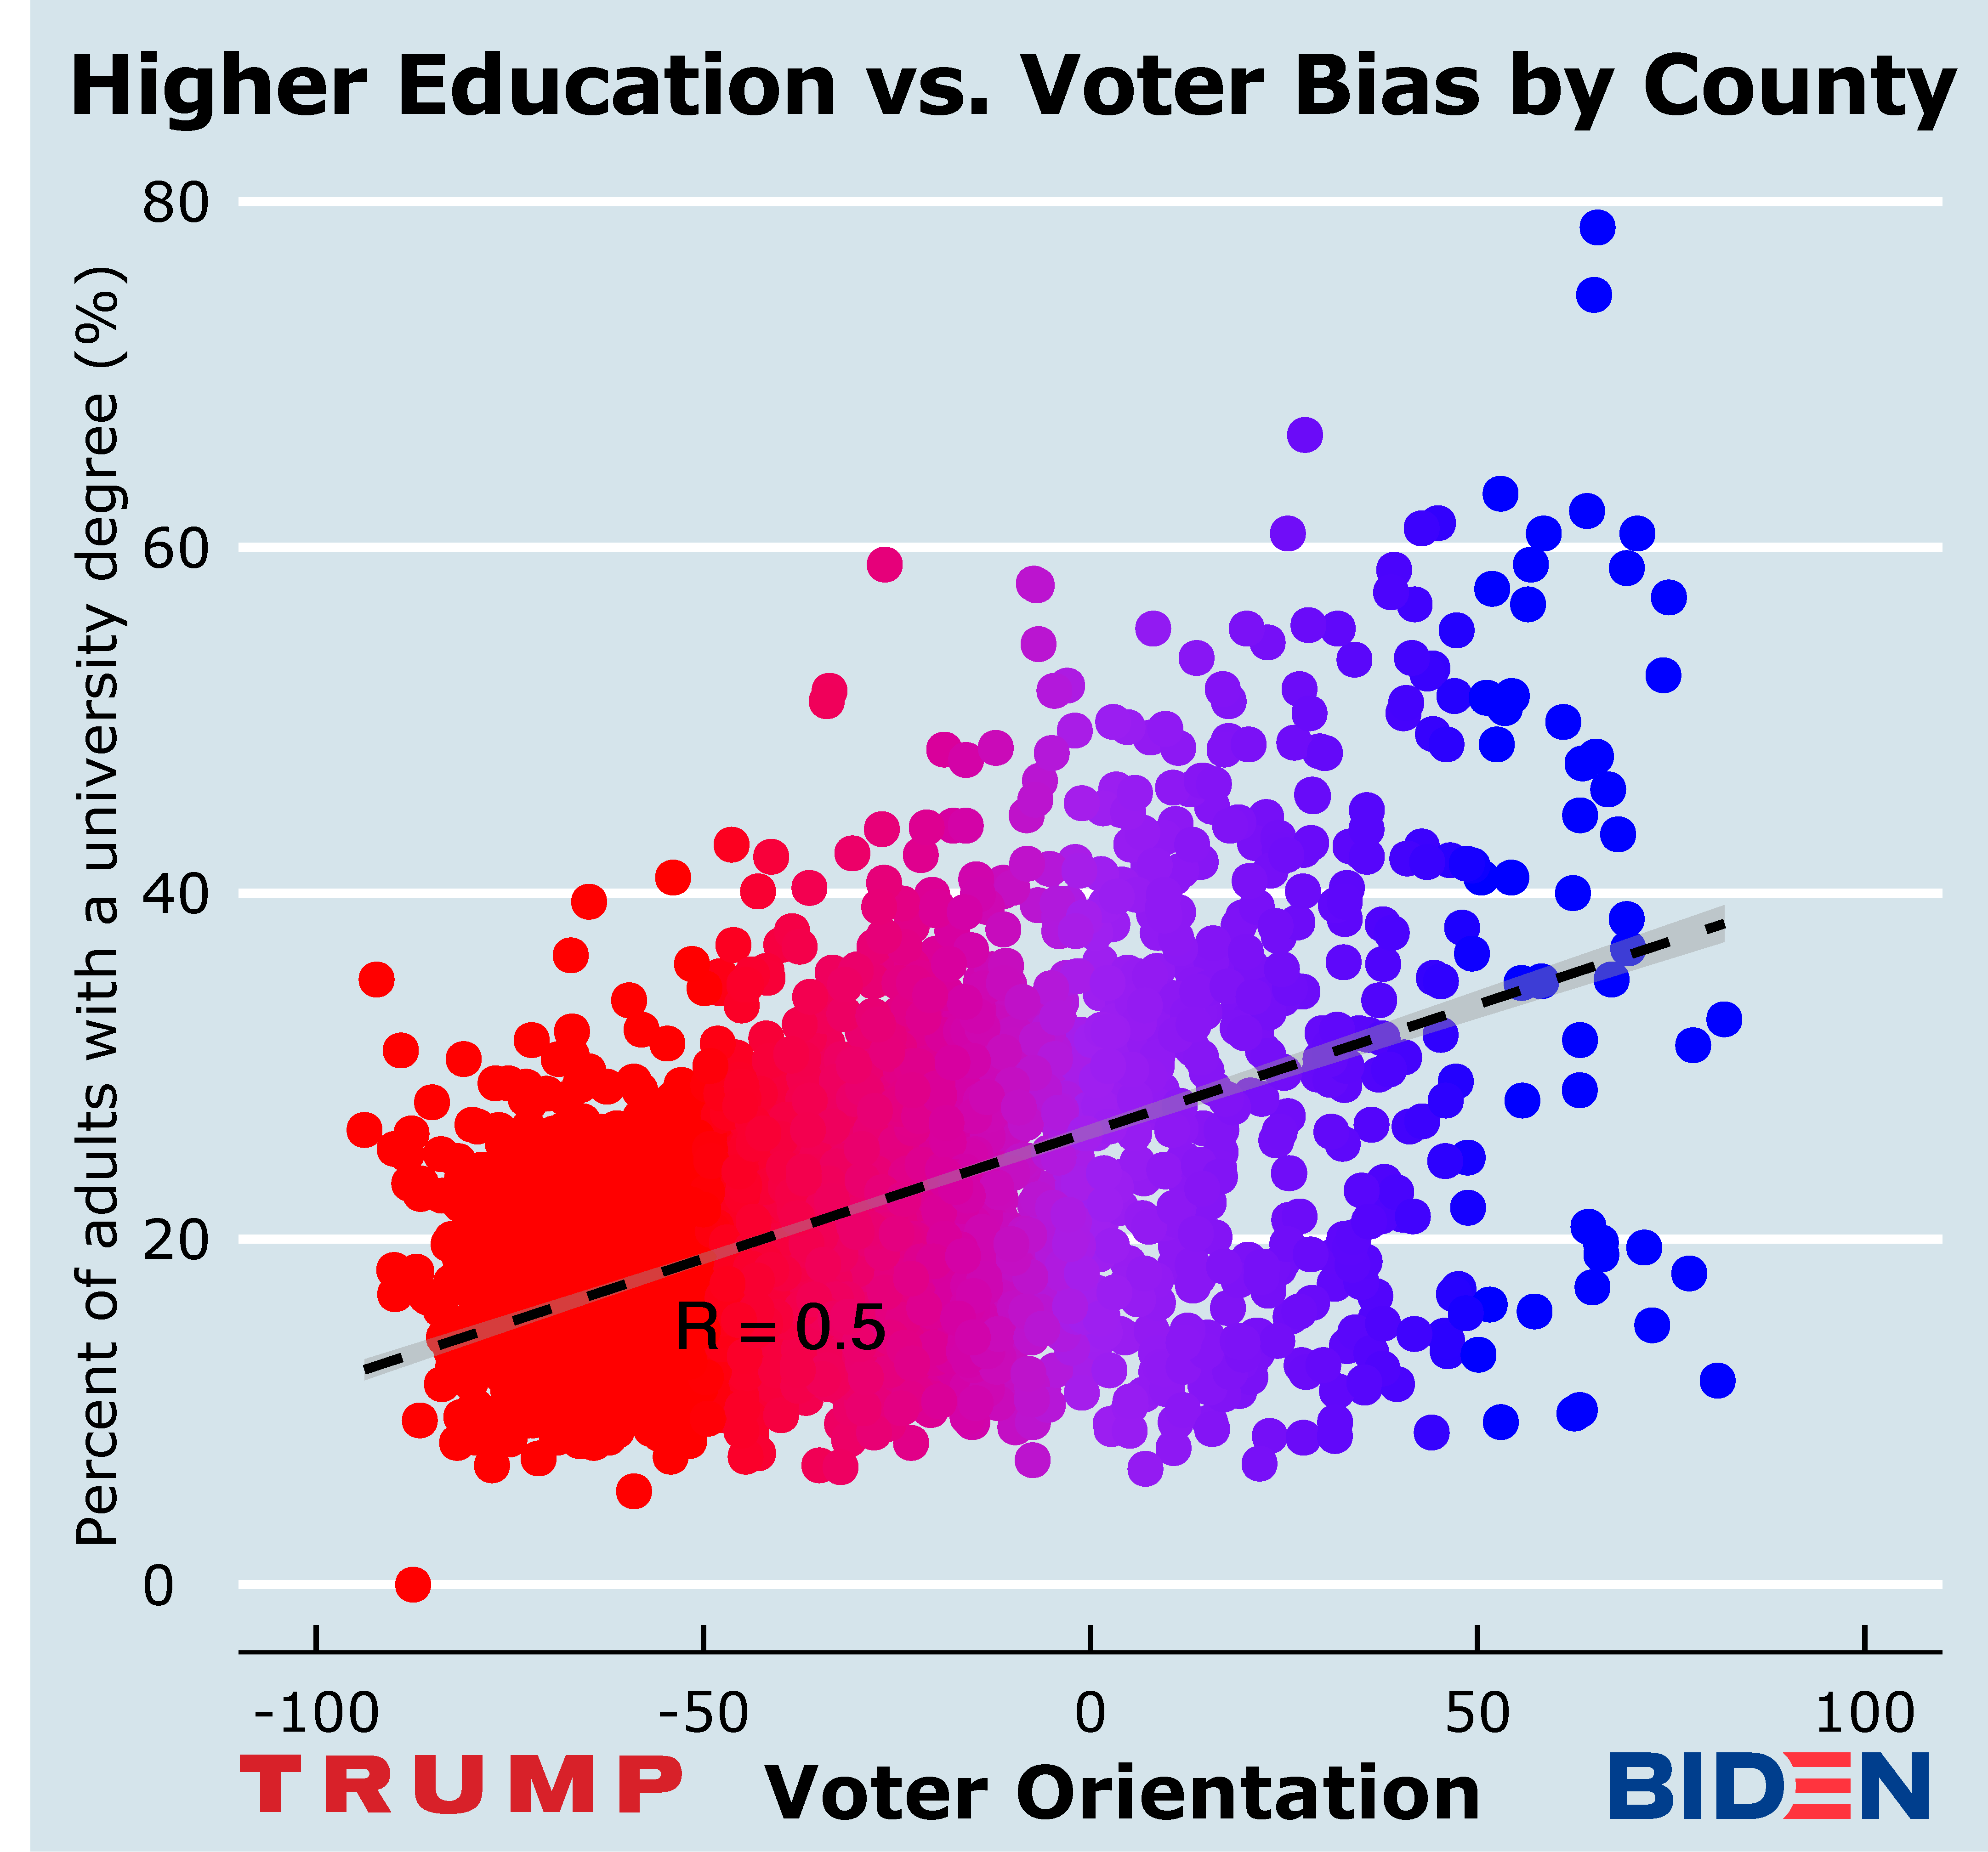 Higher Education vs. Voter Bias by County
Percent of adults with a university degree (%)
80
60
40
20
0
R = 0.5
-100 -50 0 50 100
TRUMP Voter Orientation BIDEN